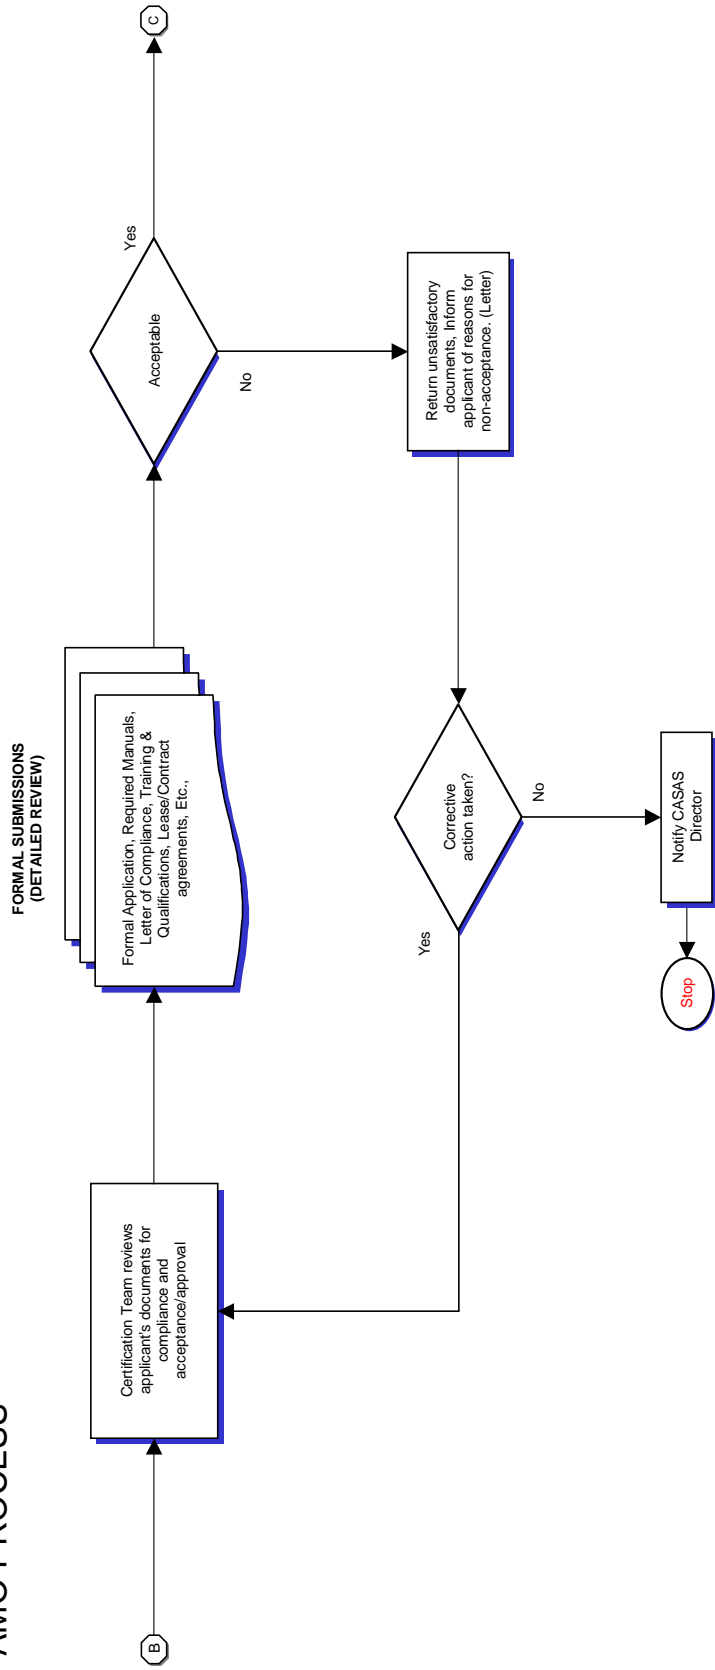 AMO PROCESS
FORMAL SUBMISSIONS
(DETAILED REVIEW)
B
Certification Team reviews
applicant's documents for
compliance and
acceptance/approval
Formal Application, Required Manuals,
Letter of Compliance, Training &
Qualifications, Lease/Contract
agreements, Etc.,
Acceptable
Yes
C
No
Return unsatisfactory
documents, Inform
applicant of reasons for
non-acceptance. (Letter)
Corrective
action taken?
Yes
No
Notify CASAS
Director
Stop